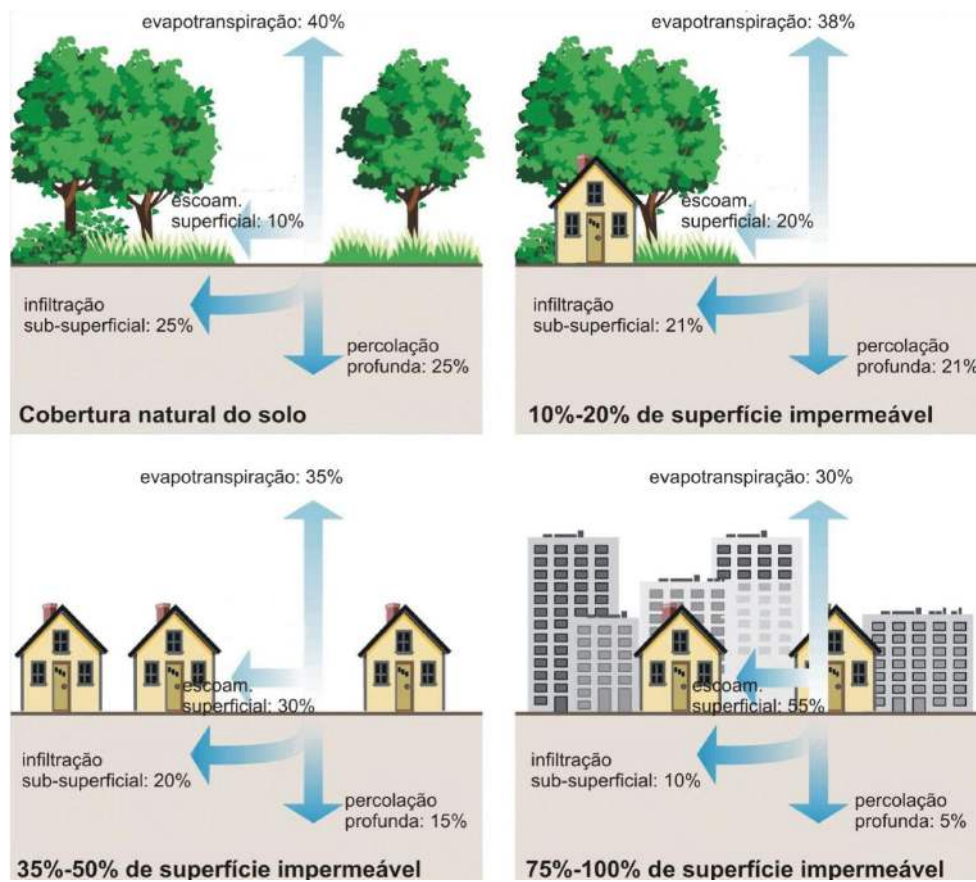 evapotranspiração: 40%
escoam.
superficial: 10%
infiltração
sub-superficial: 25%
percolação
profunda: 25%
Cobertura natural do solo
evapotranspiração: 38%
escoam.
superficial: 20%
infiltração
sub-superficial: 21%
percolação
profunda: 21%
10%-20% de superfície impermeável
evapotranspiração: 35%
escoam.
superficial: 30%
infiltração
sub-superficial: 20%
percolação
profunda: 15%
35%-50% de superfície impermeável
evapotranspiração: 30%
escoam.
superficial: 55%
infiltração
sub-superficial: 10%
percolação
profunda: 5%
75%-100% de superfície impermeável